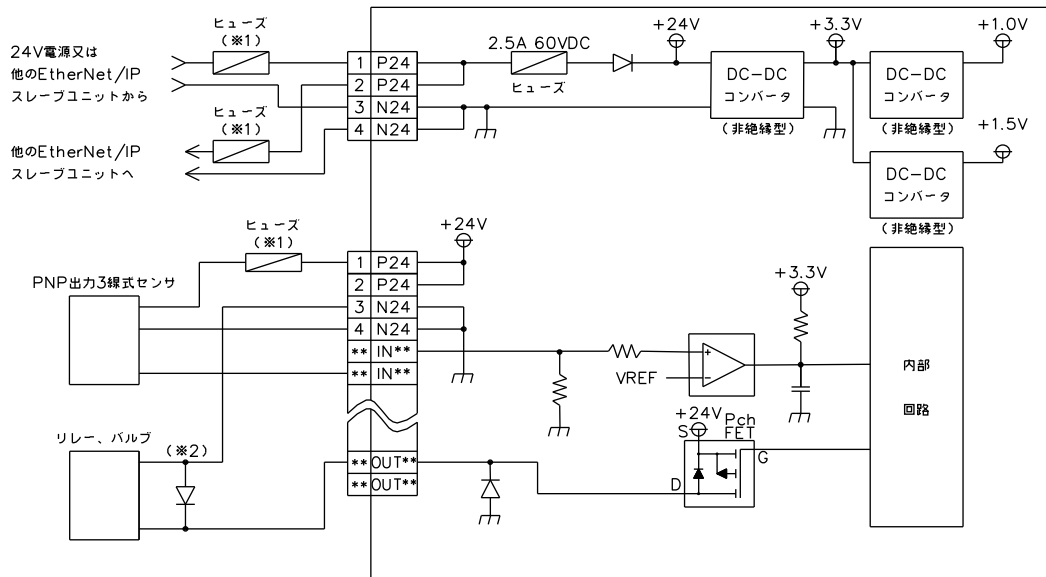 24V電源又は
他のEtherNet/IP
スレーブユニットから
ヒューズ
(※1)
ヒューズ
(※1)
他のEtherNet/IP
スレーブユニットへ
1 P24
2 P24
3 N24
4 N24
2.5A 60VDC
ヒューズ
+24V
DC-DC
コンバータ
(非絶縁型)
+3.3V
DC-DC
コンバータ
(非絶縁型)
+1.0V
+1.5V
DC-DC
コンバータ
(非絶縁型)
PNP出力3線式センサ
ヒューズ
(※1)
+24V
1 P24
2 P24
3 N24
4 N24
** IN**
** IN**
VREF
+
−
+3.3V
内部
回路
リレー、バルブ
(※2)
** OUT**
** OUT**
+24V
S
Pch
FET
G
D